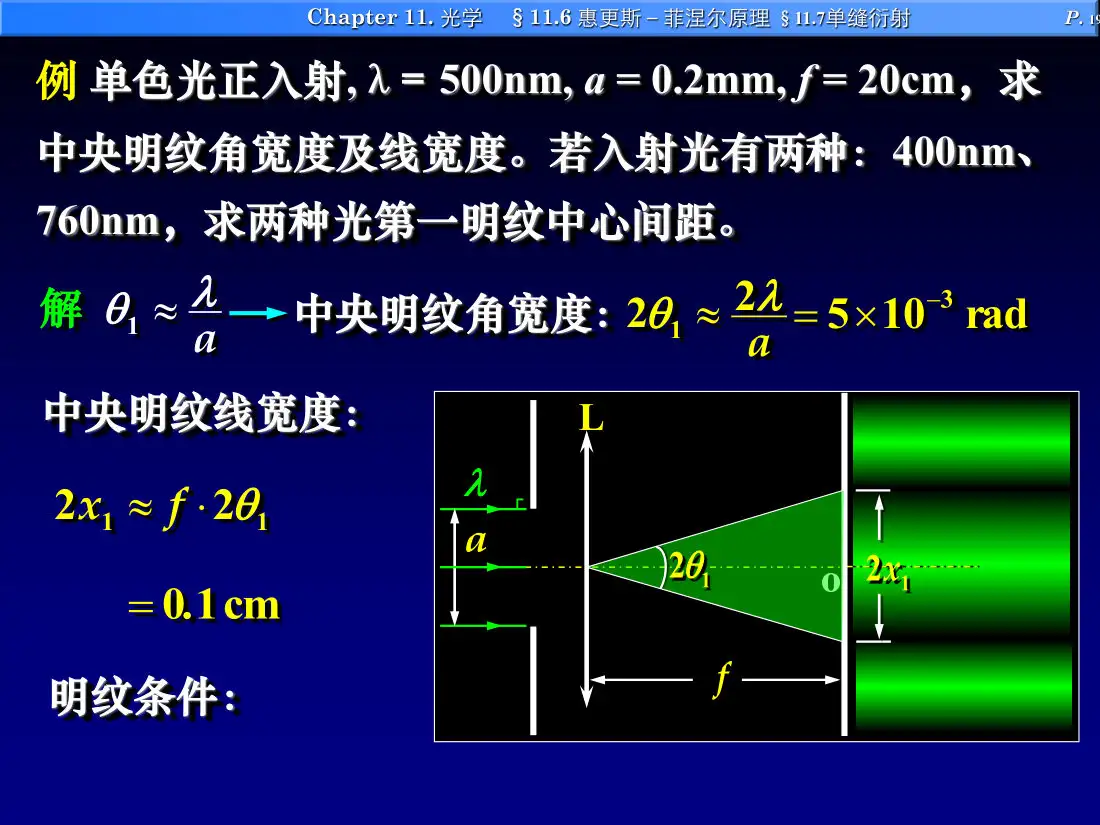 Chapter 11. 光学 §11.6 惠更斯 – 菲涅尔原理 §11.7单缝衍射 P. 19
例 单色光正入射, λ = 500nm, a = 0.2mm, f = 20cm，求
中央明纹角宽度及线宽度。若入射光有两种：400nm、
760nm，求两种光第一明纹中心间距。
解 θ₁ ≈ λ/a → 中央明纹角宽度：2θ₁ ≈ 2λ/a = 5×10⁻³ rad
中央明纹线宽度：
2x₁ ≈ f · 2θ₁
= 0.1 cm
明纹条件：
L
λ
a
2θ₁
o
2x₁
f